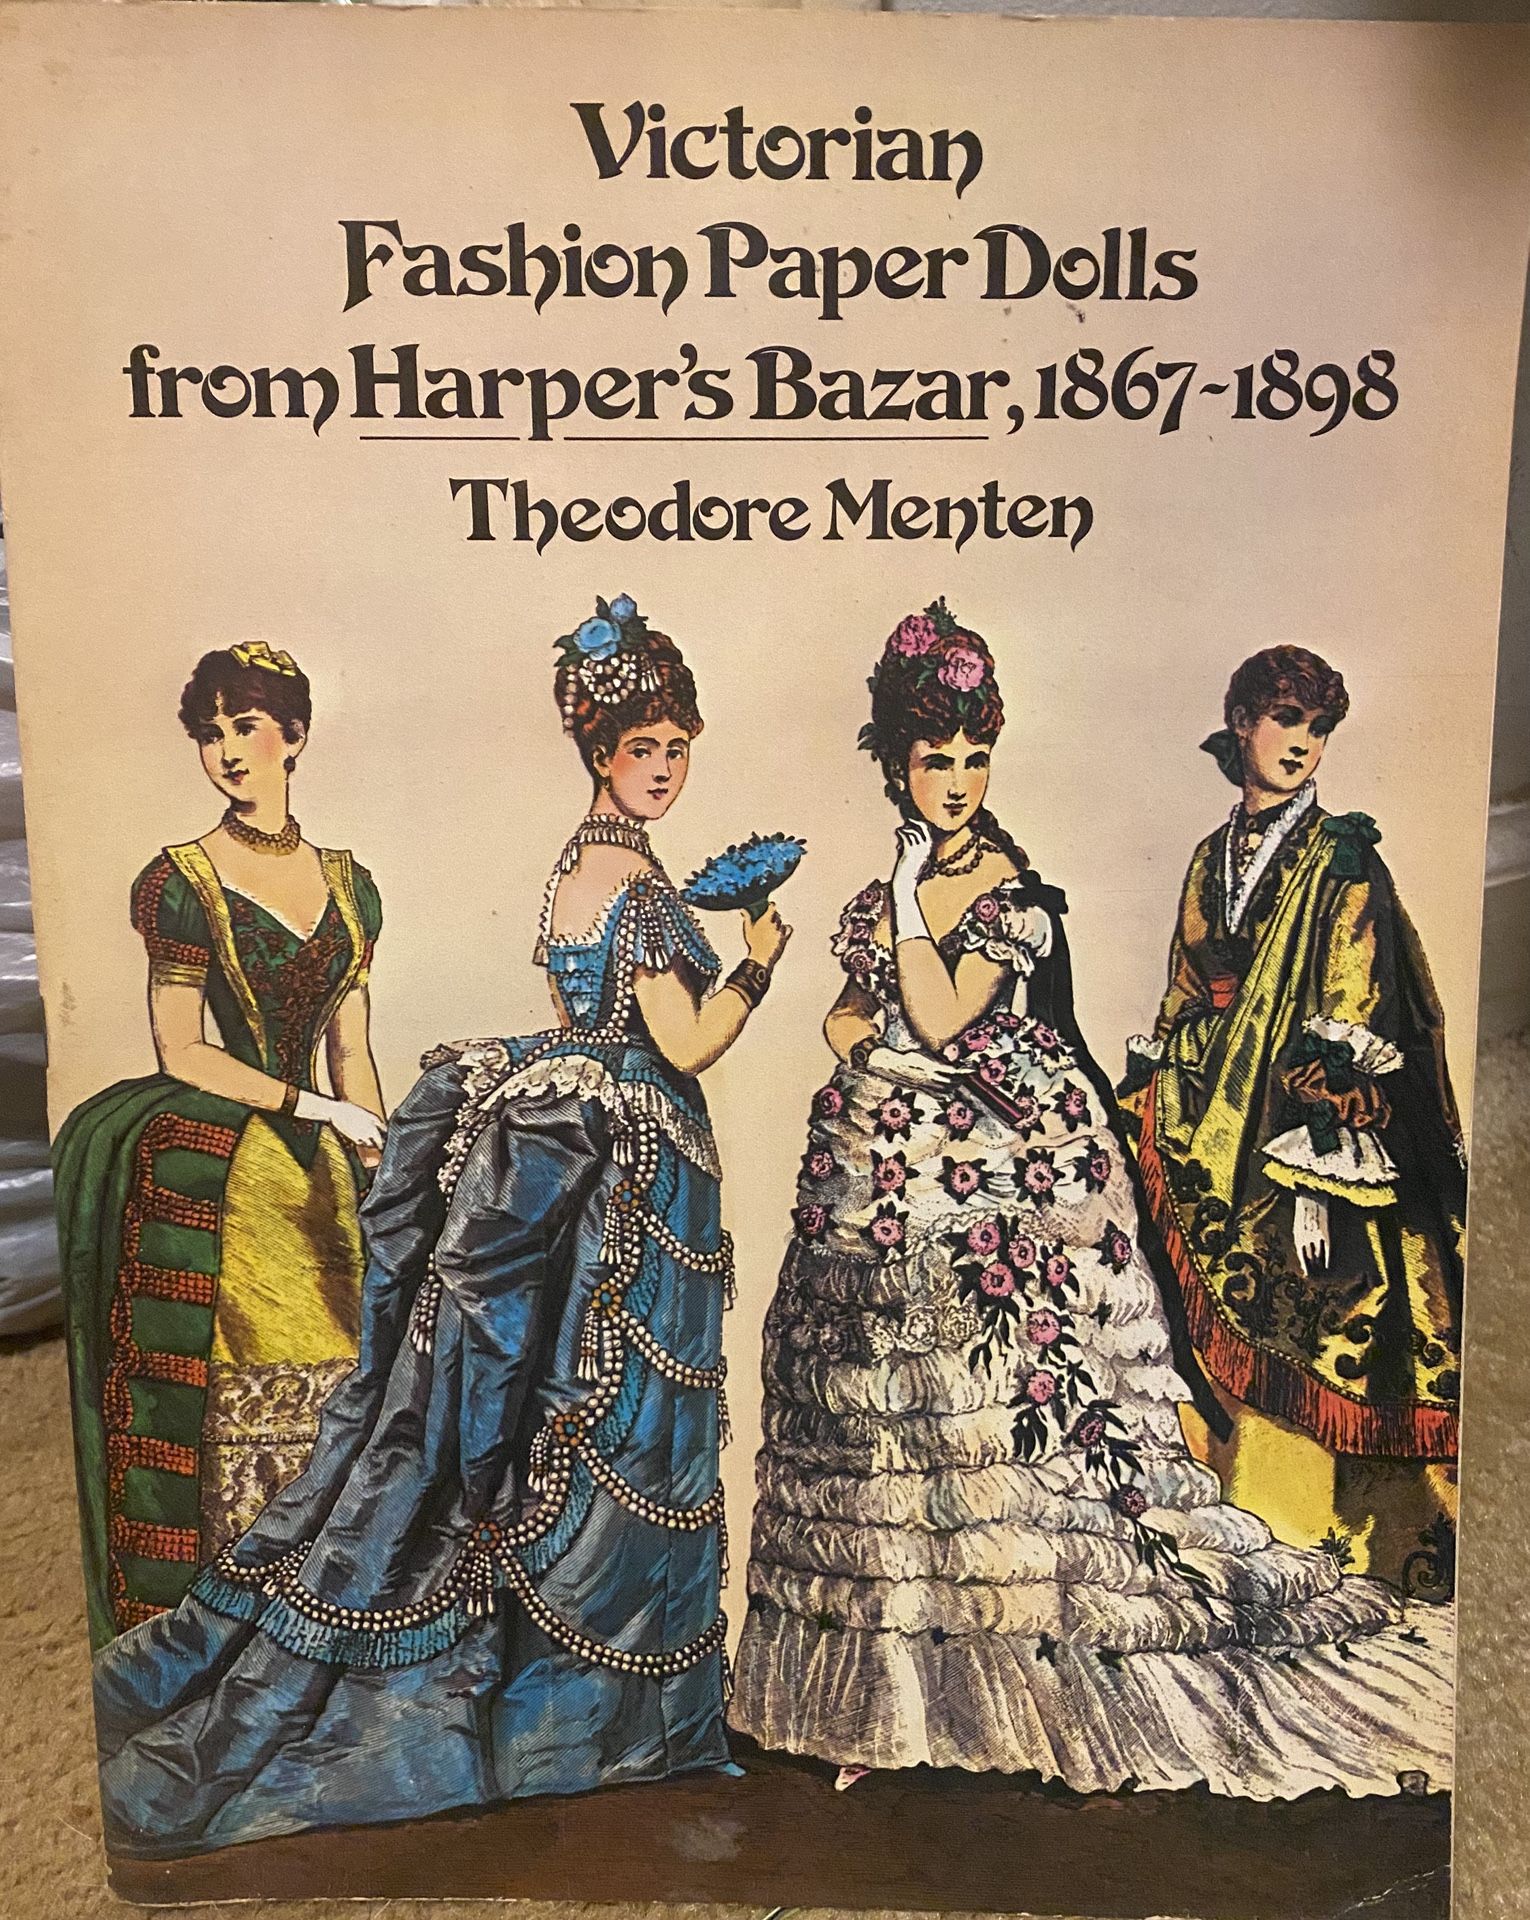 Victorian
Fashion Paper Dolls
from Harper's Bazar, 1867-1898
Theodore Menten